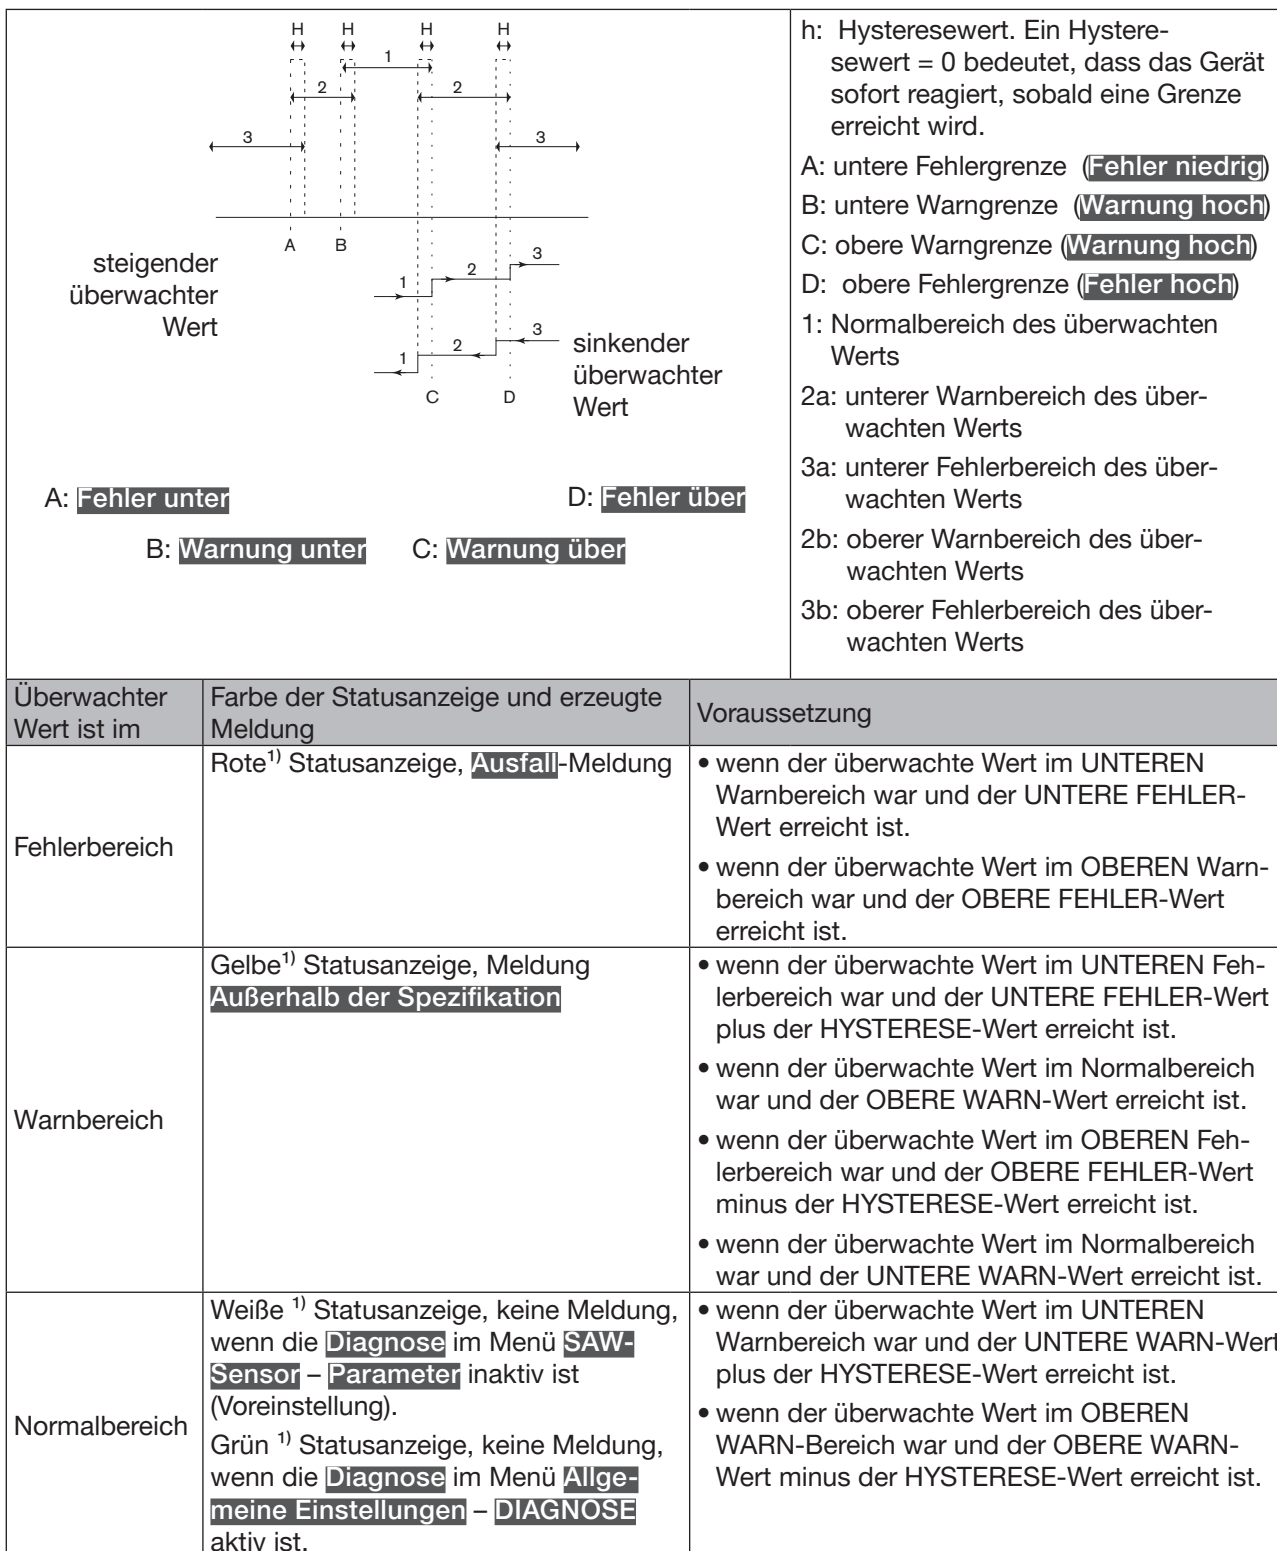 H H H H
1
2 2
3 3
A B
steigender
überwachter
Wert
1 2 3
1 2 3
sinkender
überwachter
Wert
C D
A: Fehler unter
D: Fehler über
B: Warnung unter
C: Warnung über
h: Hysteresewert. Ein Hystere-
sewert = 0 bedeutet, dass das Gerät
sofort reagiert, sobald eine Grenze
erreicht wird.
A: untere Fehlergrenze (Fehler niedrig)
B: untere Warngrenze (Warnung hoch)
C: obere Warngrenze (Warnung hoch)
D: obere Fehlergrenze (Fehler hoch)
1: Normalbereich des überwachten
Werts
2a: unterer Warnbereich des über-
wachten Werts
3a: unterer Fehlerbereich des über-
wachten Werts
2b: oberer Warnbereich des über-
wachten Werts
3b: oberer Fehlerbereich des über-
wachten Werts
Überwachter
Wert ist im
Farbe der Statusanzeige und erzeugte
Meldung
Voraussetzung
Fehlerbereich
Rote1) Statusanzeige, Ausfall-Meldung
• wenn der überwachte Wert im UNTEREN
Warnbereich war und der UNTERE FEHLER-
Wert erreicht ist.
• wenn der überwachte Wert im OBEREN Warn-
bereich war und der OBERE FEHLER-Wert
erreicht ist.
Warnbereich
Gelbe1) Statusanzeige, Meldung
Außerhalb der Spezifikation
• wenn der überwachte Wert im UNTEREN Feh-
lerbereich war und der UNTERE FEHLER-Wert
plus der HYSTERESE-Wert erreicht ist.
• wenn der überwachte Wert im Normalbereich
war und der OBERE WARN-Wert erreicht ist.
• wenn der überwachte Wert im OBEREN Feh-
lerbereich war und der OBERE FEHLER-Wert
minus der HYSTERESE-Wert erreicht ist.
• wenn der überwachte Wert im Normalbereich
war und der UNTERE WARN-Wert erreicht ist.
Normalbereich
Weiße 1) Statusanzeige, keine Meldung,
wenn die Diagnose im Menü SAW-
Sensor – Parameter inaktiv ist
(Voreinstellung).
Grün 1) Statusanzeige, keine Meldung,
wenn die Diagnose im Menü Allge-
meine Einstellungen – DIAGNOSE
aktiv ist.
• wenn der überwachte Wert im UNTEREN
Warnbereich war und der UNTERE WARN-Wert
plus der HYSTERESE-Wert erreicht ist.
• wenn der überwachte Wert im OBEREN
WARN-Bereich war und der OBERE WARN-
Wert minus der HYSTERESE-Wert erreicht ist.